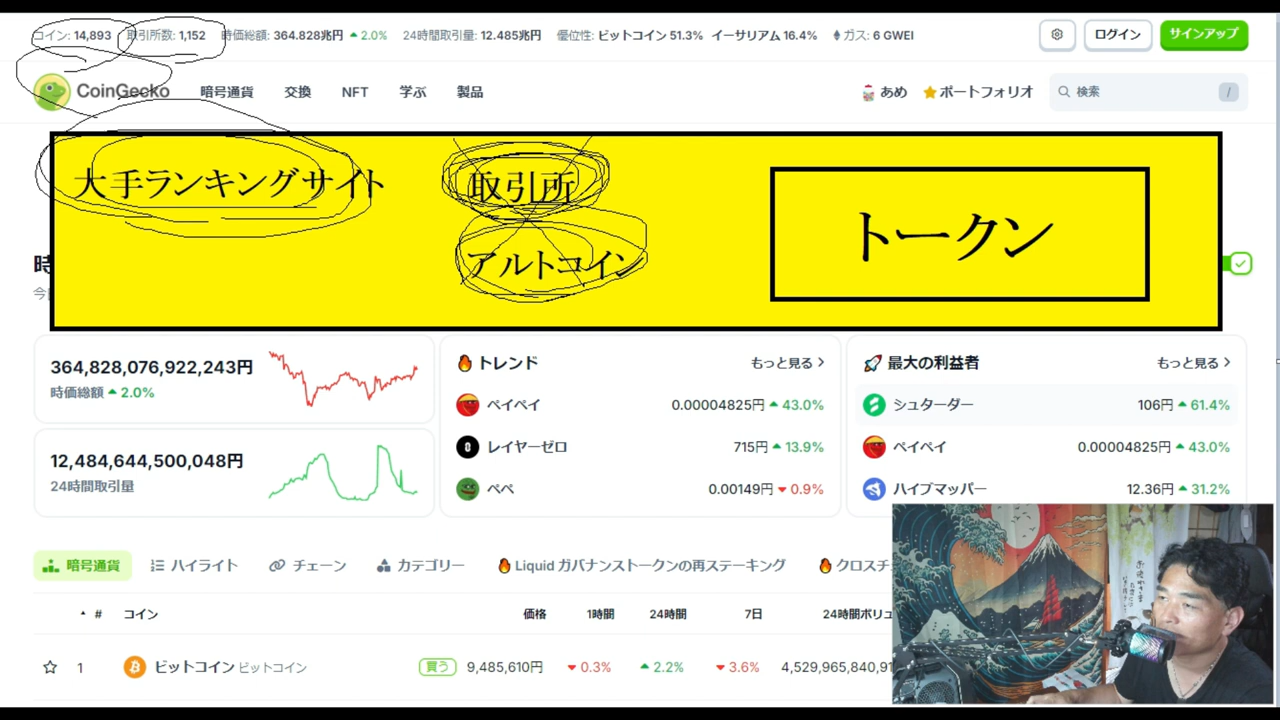 コイン: 14,893 取引所数: 1,152 時価総額: 364.828兆円 2.0% 24時間取引量: 12.485兆円 優位性: ビットコイン 51.3% イーサリアム 16.4% ガス: 6 GWEI
ログイン
サインアップ
CoinGecko 暗号通貨 交換 NFT 学ぶ 製品 あめ ポートフォリオ 検索 /
大手ランキングサイト
取引所
アルトコイン
トークン
時
今
364,828,076,922,243円
時価総額 2.0%
12,484,644,500,048円
24時間取引量
トレンド もっと見る
ペイペイ 0.00004825円 43.0%
レイヤーゼロ 715円 13.9%
ペペ 0.00149円 0.9%
最大の利益者 もっと見る
シュターダー 106円 61.4%
ペイペイ 0.00004825円 43.0%
ハイプマッパー 12.36円 31.2%
暗号通貨 ハイライト チェーン カテゴリー Liquid ガバナンストークンの再ステーキング クロスチ
# コイン 価格 1時間 24時間 7日 24時間ボリュ
1 ビットコイン ビットコイン 買う 9,485,610円 0.3% 2.2% 3.6% 4,529,965,840,91